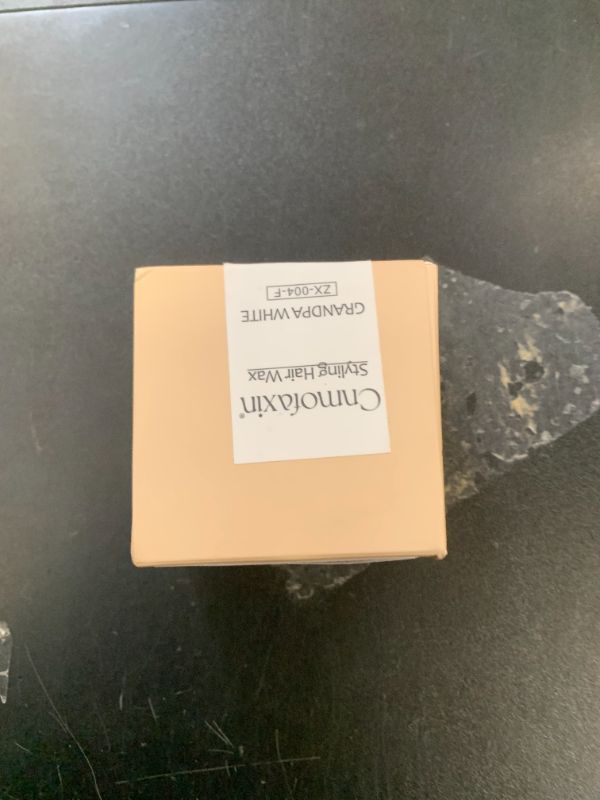 Cnmofaxin®
Styling Hair Wax
GRANDPA WHITE
ZX-004-F